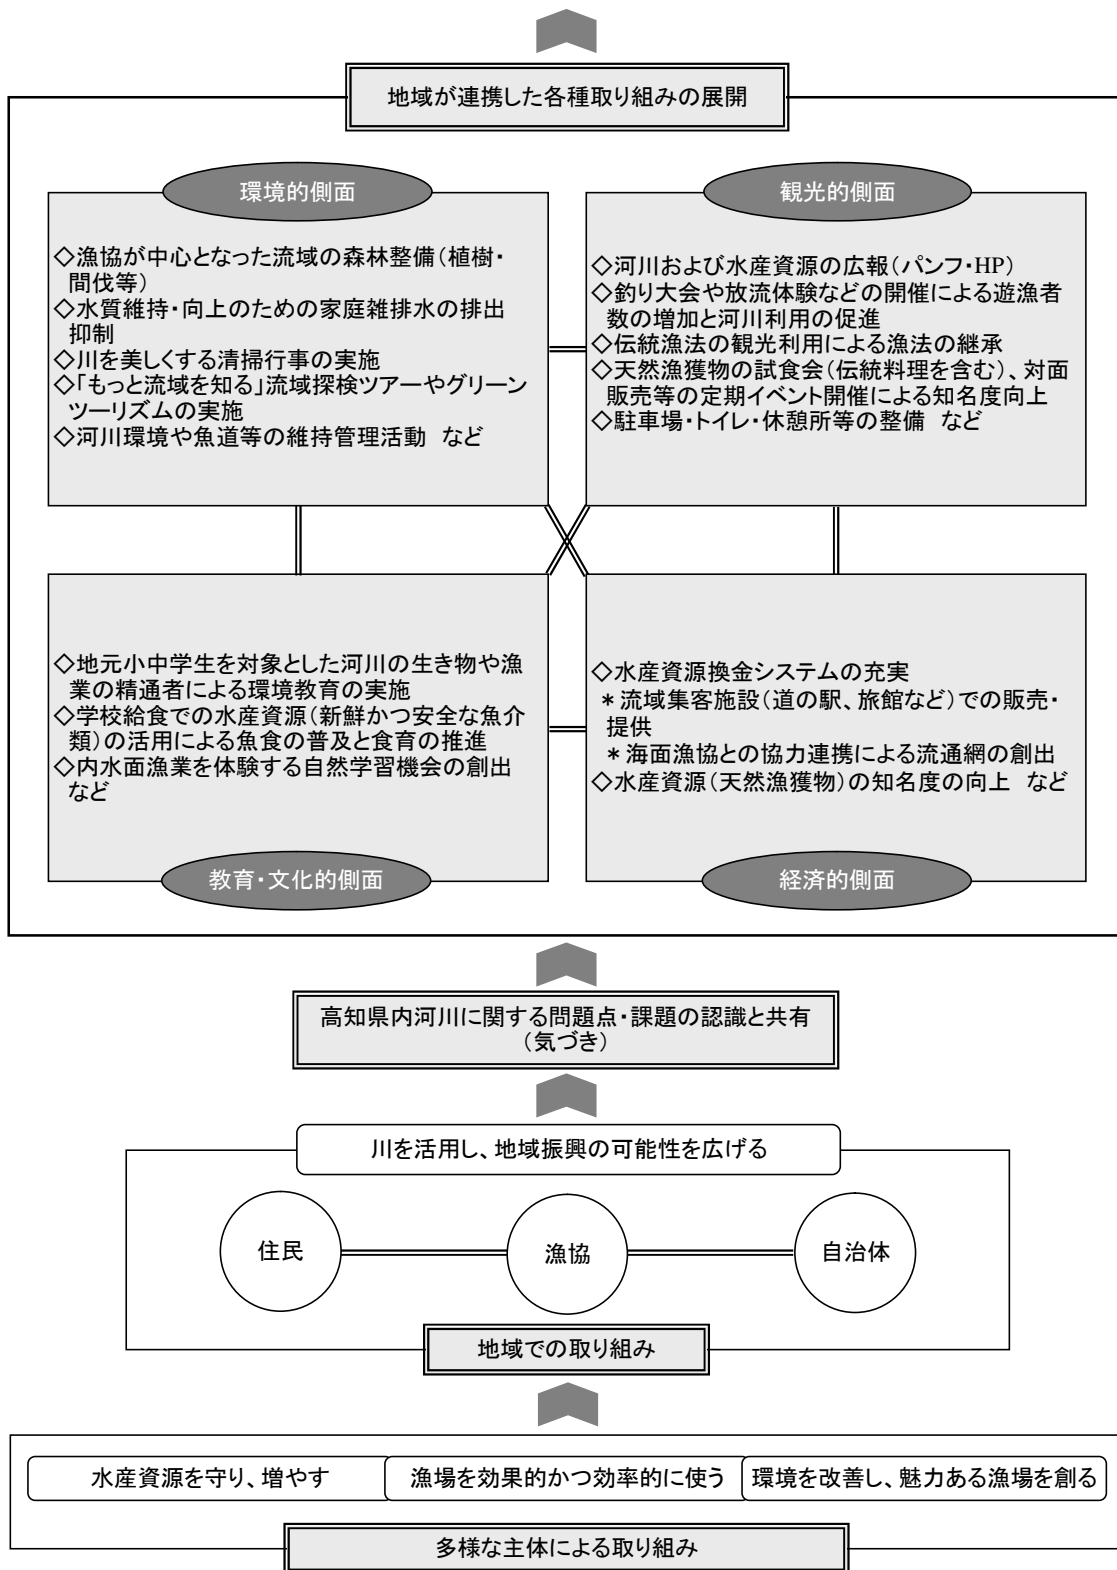 地域が連携した各種取り組みの展開
環境的側面
◇漁協が中心となった流域の森林整備(植樹・
間伐等)
◇水質維持・向上のための家庭雑排水の排出
抑制
◇川を美しくする清掃行事の実施
◇「もっと流域を知る」流域探検ツアーやグリーン
ツーリズムの実施
◇河川環境や魚道等の維持管理活動 など
観光的側面
◇河川および水産資源の広報(パンフ・HP)
◇釣り大会や放流体験などの開催による遊漁者
数の増加と河川利用の促進
◇伝統漁法の観光利用による漁法の継承
◇天然漁獲物の試食会(伝統料理を含む)、対面
販売等の定期イベント開催による知名度向上
◇駐車場・トイレ・休憩所等の整備 など
◇地元小中学生を対象とした河川の生き物や漁
業の精通者による環境教育の実施
◇学校給食での水産資源(新鮮かつ安全な魚介
類)の活用による魚食の普及と食育の推進
◇内水面漁業を体験する自然学習機会の創出
など
教育・文化的側面
◇水産資源換金システムの充実
*流域集客施設(道の駅、旅館など)での販売・
提供
*海面漁協との協力連携による流通網の創出
◇水産資源(天然漁獲物)の知名度の向上 など
経済的側面
高知県内河川に関する問題点・課題の認識と共有
(気づき)
川を活用し、地域振興の可能性を広げる
住民
漁協
自治体
地域での取り組み
水産資源を守り、増やす
漁場を効果的かつ効率的に使う
環境を改善し、魅力ある漁場を創る
多様な主体による取り組み